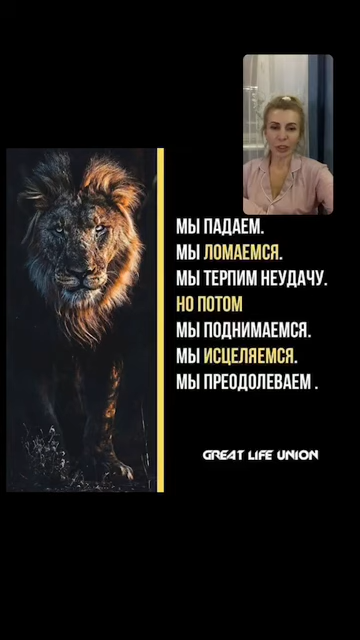 МЫ ПАДАЕМ.
МЫ ЛОМАЕМСЯ.
МЫ ТЕРПИМ НЕУДАЧУ.
НО ПОТОМ
МЫ ПОДНИМАЕМСЯ.
МЫ ИСЦЕЛЯЕМСЯ.
МЫ ПРЕОДОЛЕВАЕМ .
GREAT LIFE UNION